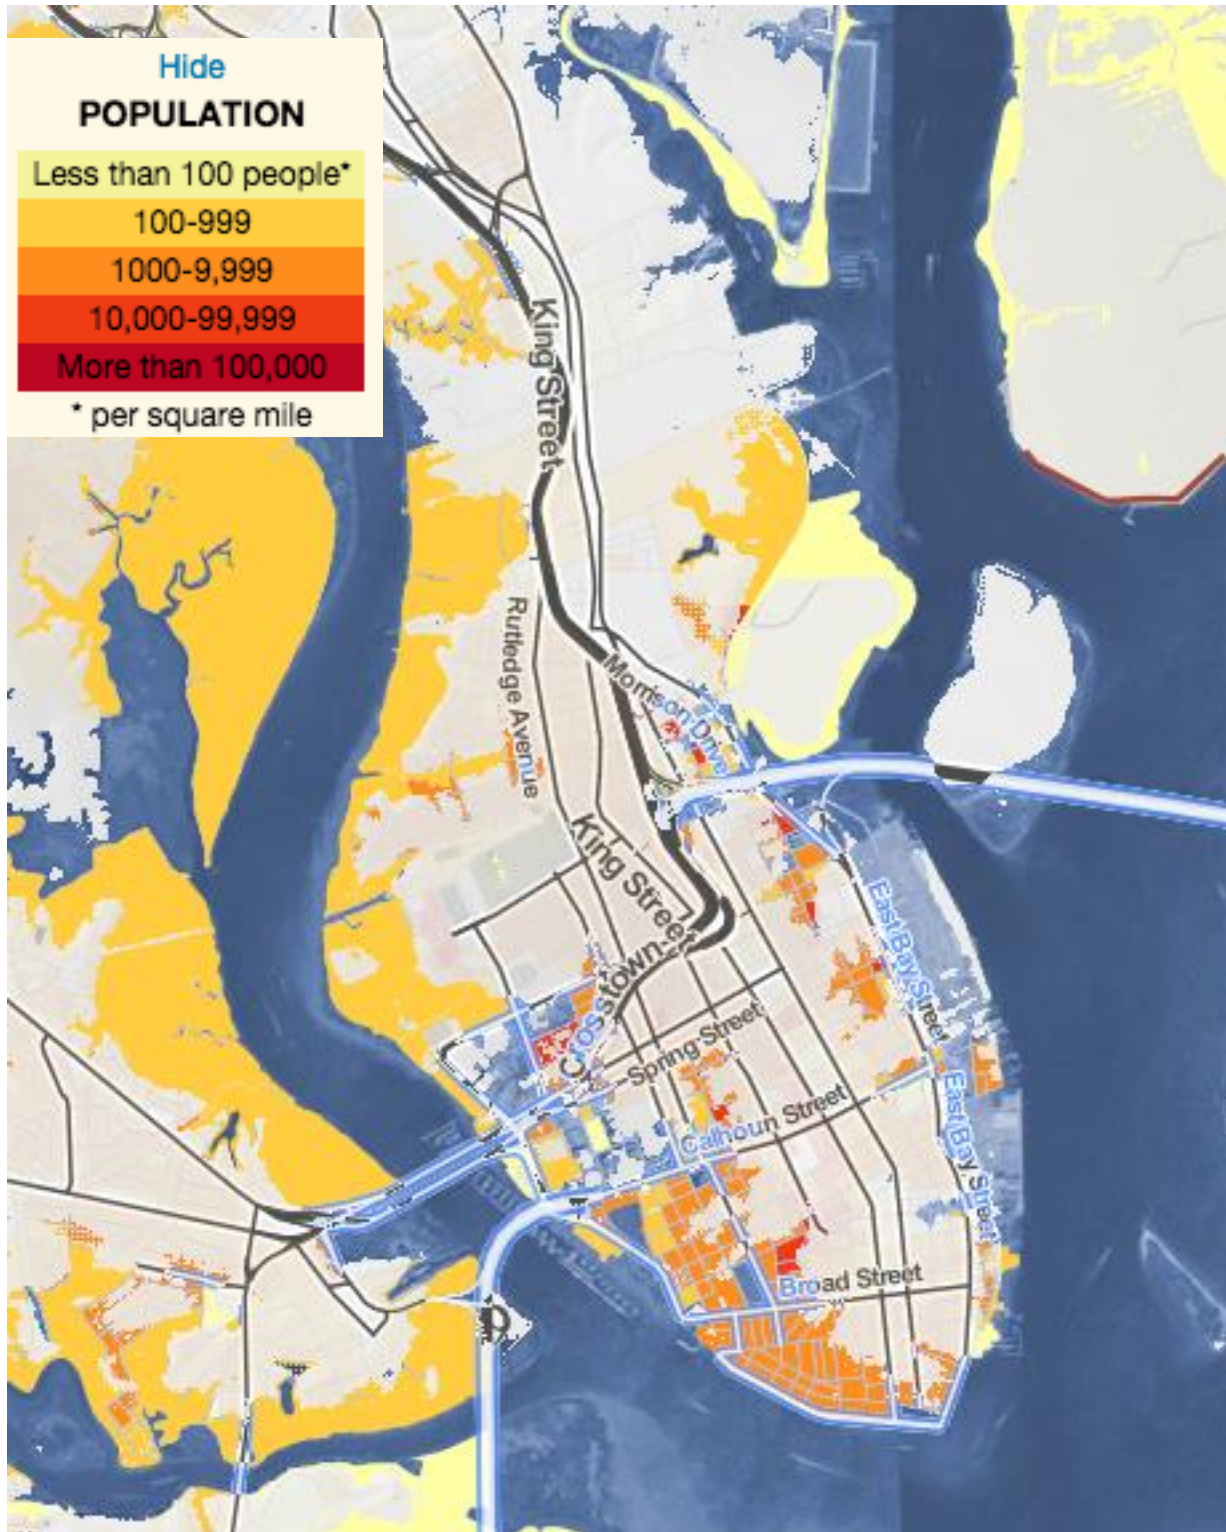 Hide
POPULATION
Less than 100 people*
100-999
1000-9,999
10,000-99,999
More than 100,000
* per square mile
King Street
Rutledge Avenue
Morrison Drive
King Street
Crosstown
East Bay Street
Spring Street
Calhoun Street
East Bay Street
Broad Street